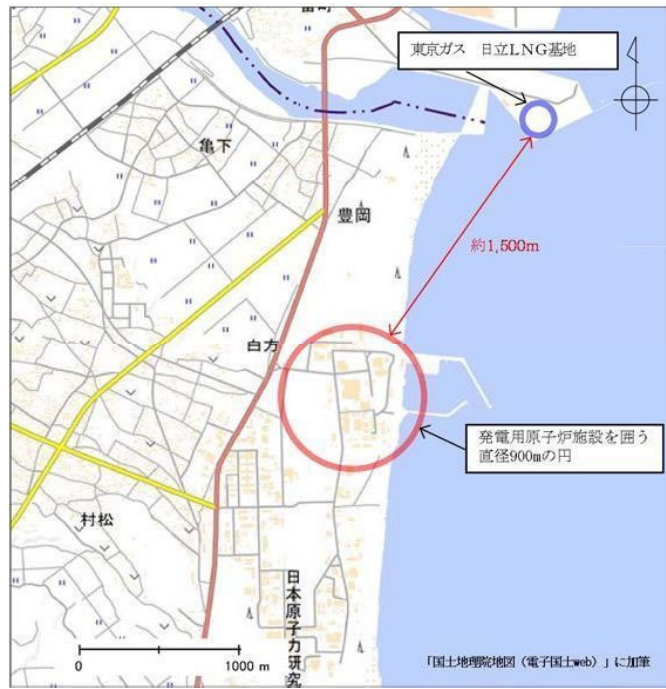 東京ガス 日立LNG基地
亀下
豊岡
約1,500m
白方
発電用原子炉施設を囲う
直径900mの円
村松
日本原子力研究
0 1000 m
「国土地理院地図（電子国土web）」に加筆